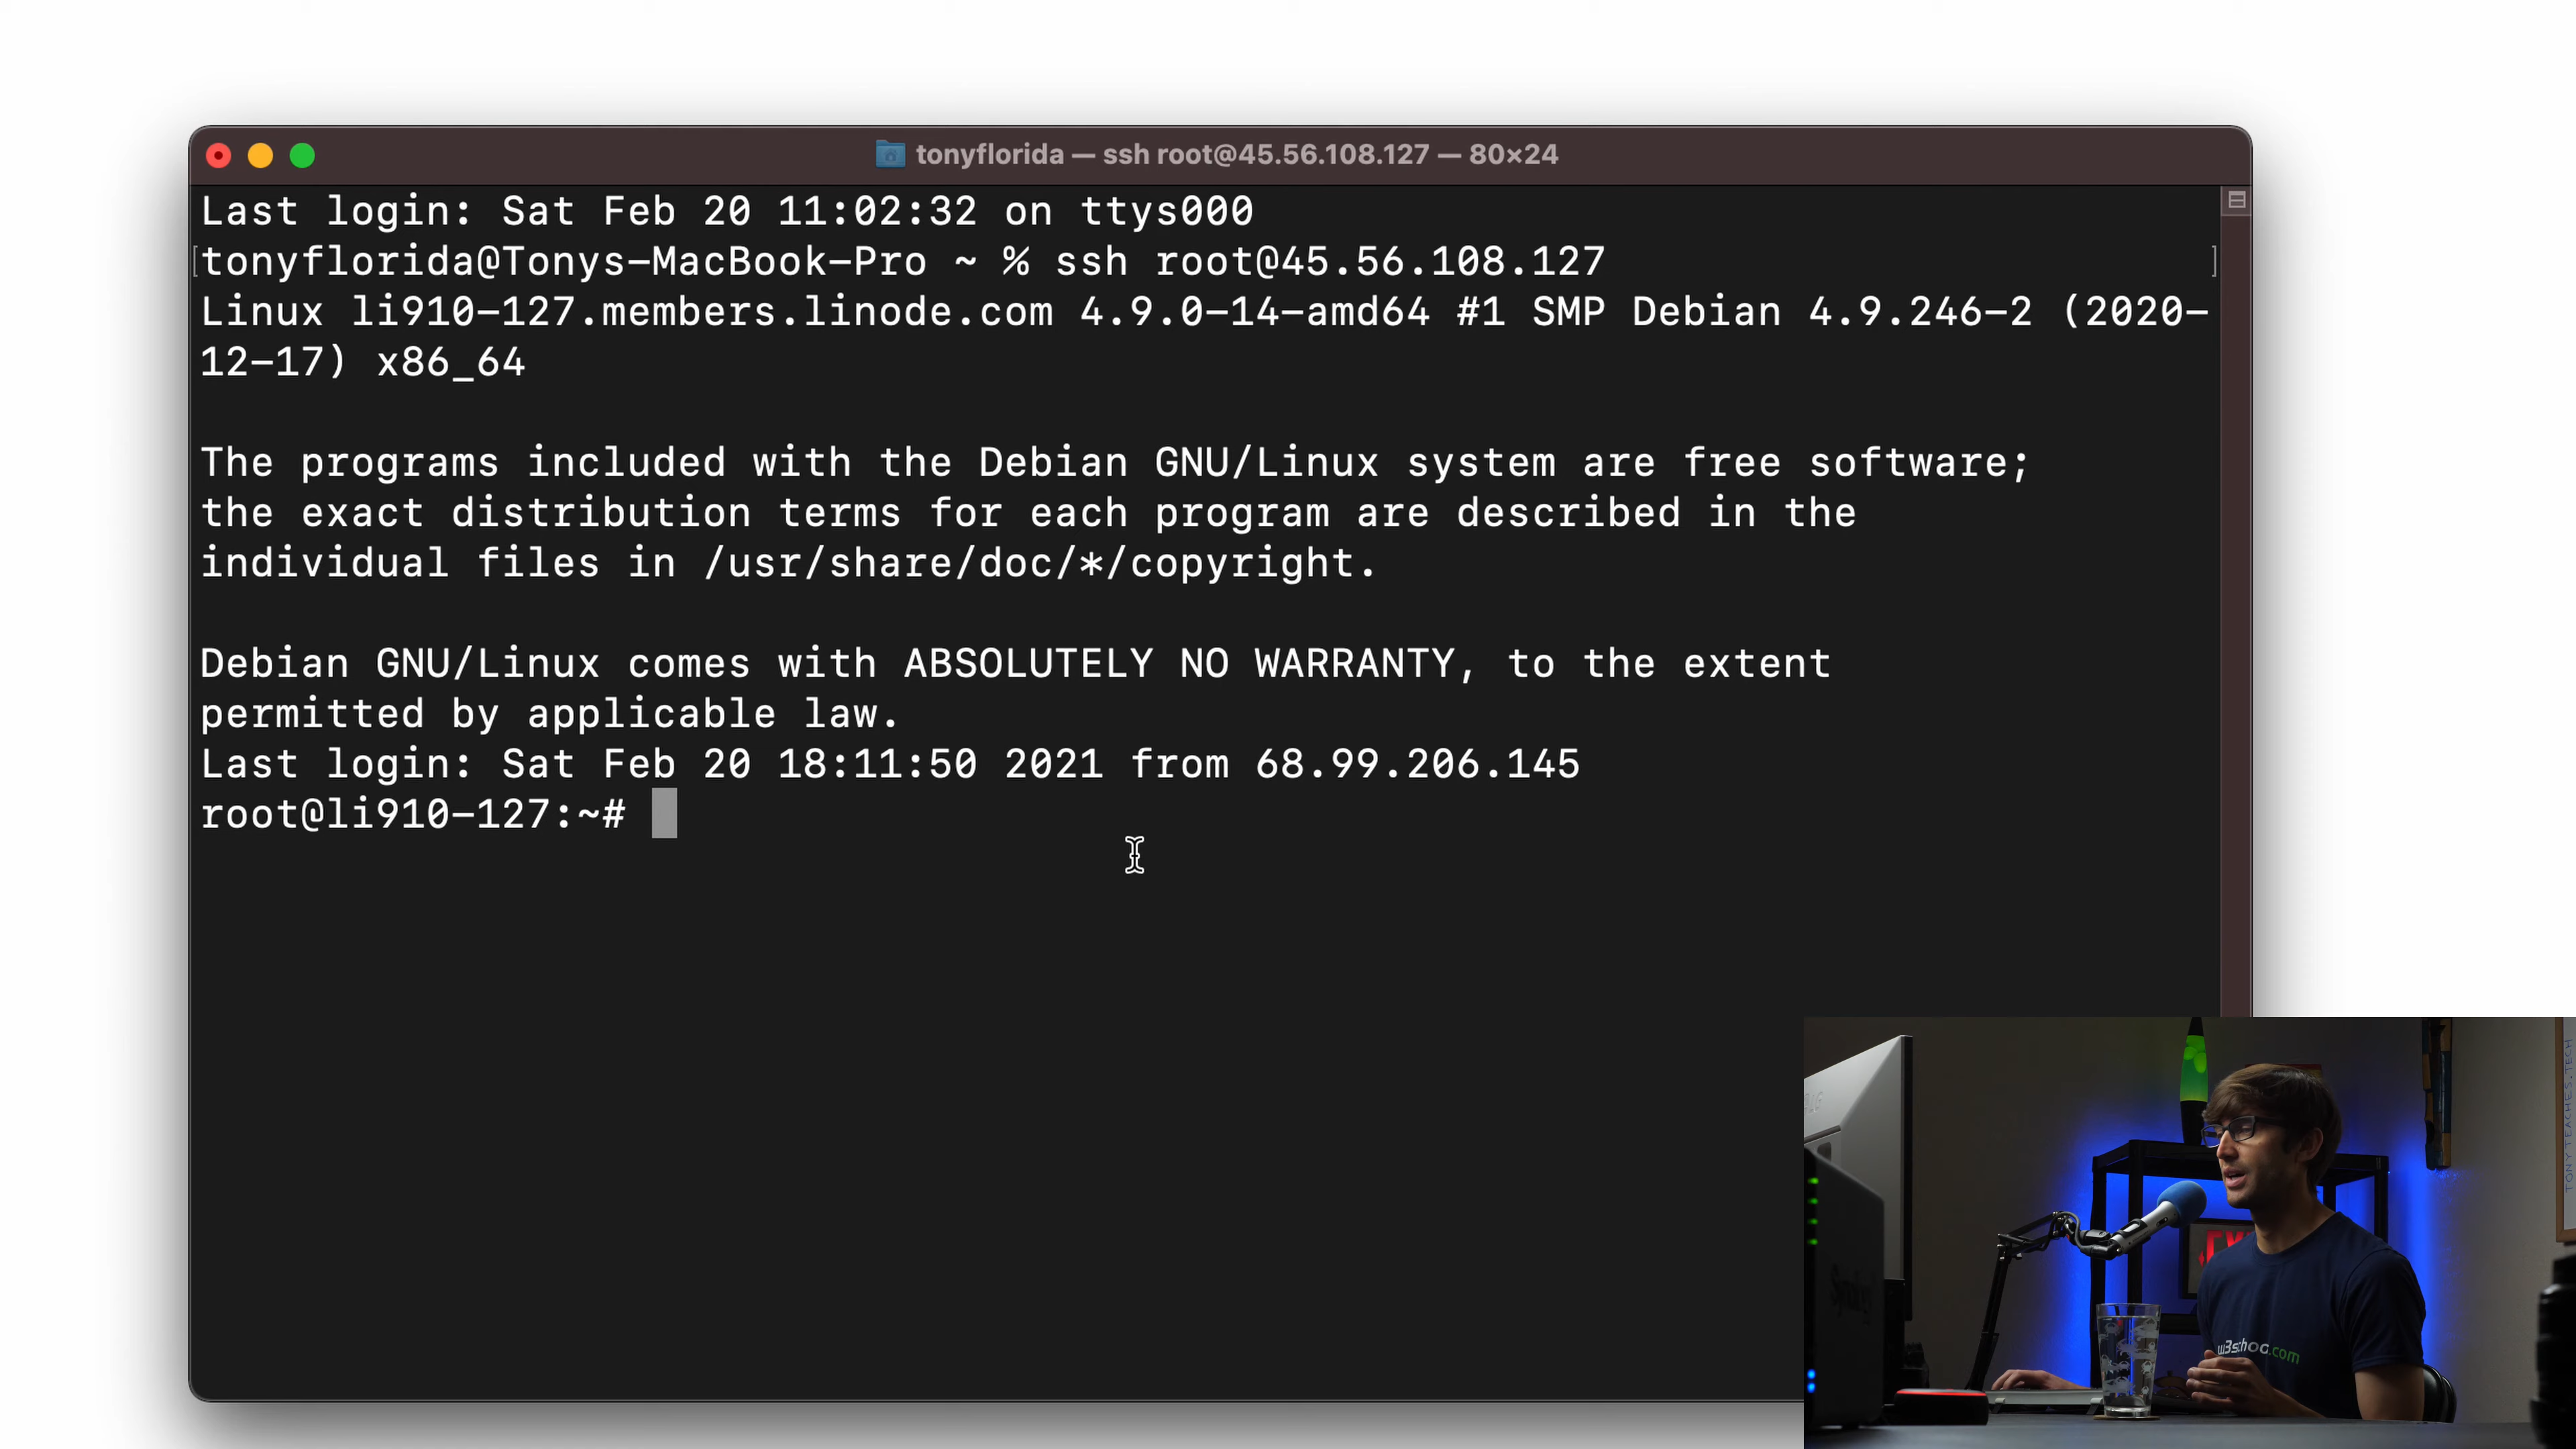 tonyflorida — ssh root@45.56.108.127 — 80×24
Last login: Sat Feb 20 11:02:32 on ttys000
[tonyflorida@Tonys-MacBook-Pro ~ % ssh root@45.56.108.127 ]
Linux li910-127.members.linode.com 4.9.0-14-amd64 #1 SMP Debian 4.9.246-2 (2020-
12-17) x86_64
The programs included with the Debian GNU/Linux system are free software;
the exact distribution terms for each program are described in the
individual files in /usr/share/doc/*/copyright.
Debian GNU/Linux comes with ABSOLUTELY NO WARRANTY, to the extent
permitted by applicable law.
Last login: Sat Feb 20 18:11:50 2021 from 68.99.206.145
root@li910-127:~#
TONY TEACHES.TECH